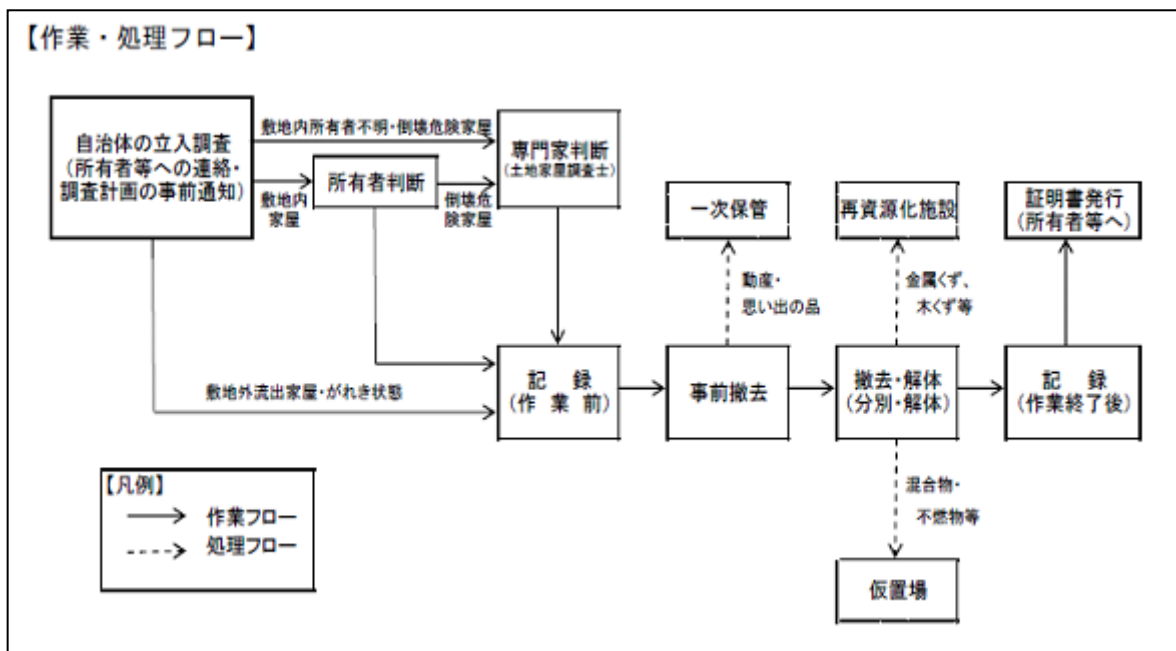 【作業・処理フロー】
自治体の立入調査
(所有者等への連絡・
調査計画の事前通知)
敷地内所有者不明・倒壊危険家屋
敷地内
家屋
所有者判断
倒壊危
険家屋
専門家判断
(土地家屋調査士)
一次保管
再資源化施設
証明書発行
(所有者等へ)
動産・
思い出の品
金属くず、
木くず等
敷地外流出家屋・がれき状態
記 録
(作 業 前)
事前撤去
撤去・解体
(分別・解体)
記 録
(作業終了後)
混合物・
不燃物等
仮置場
【凡例】
作業フロー
処理フロー